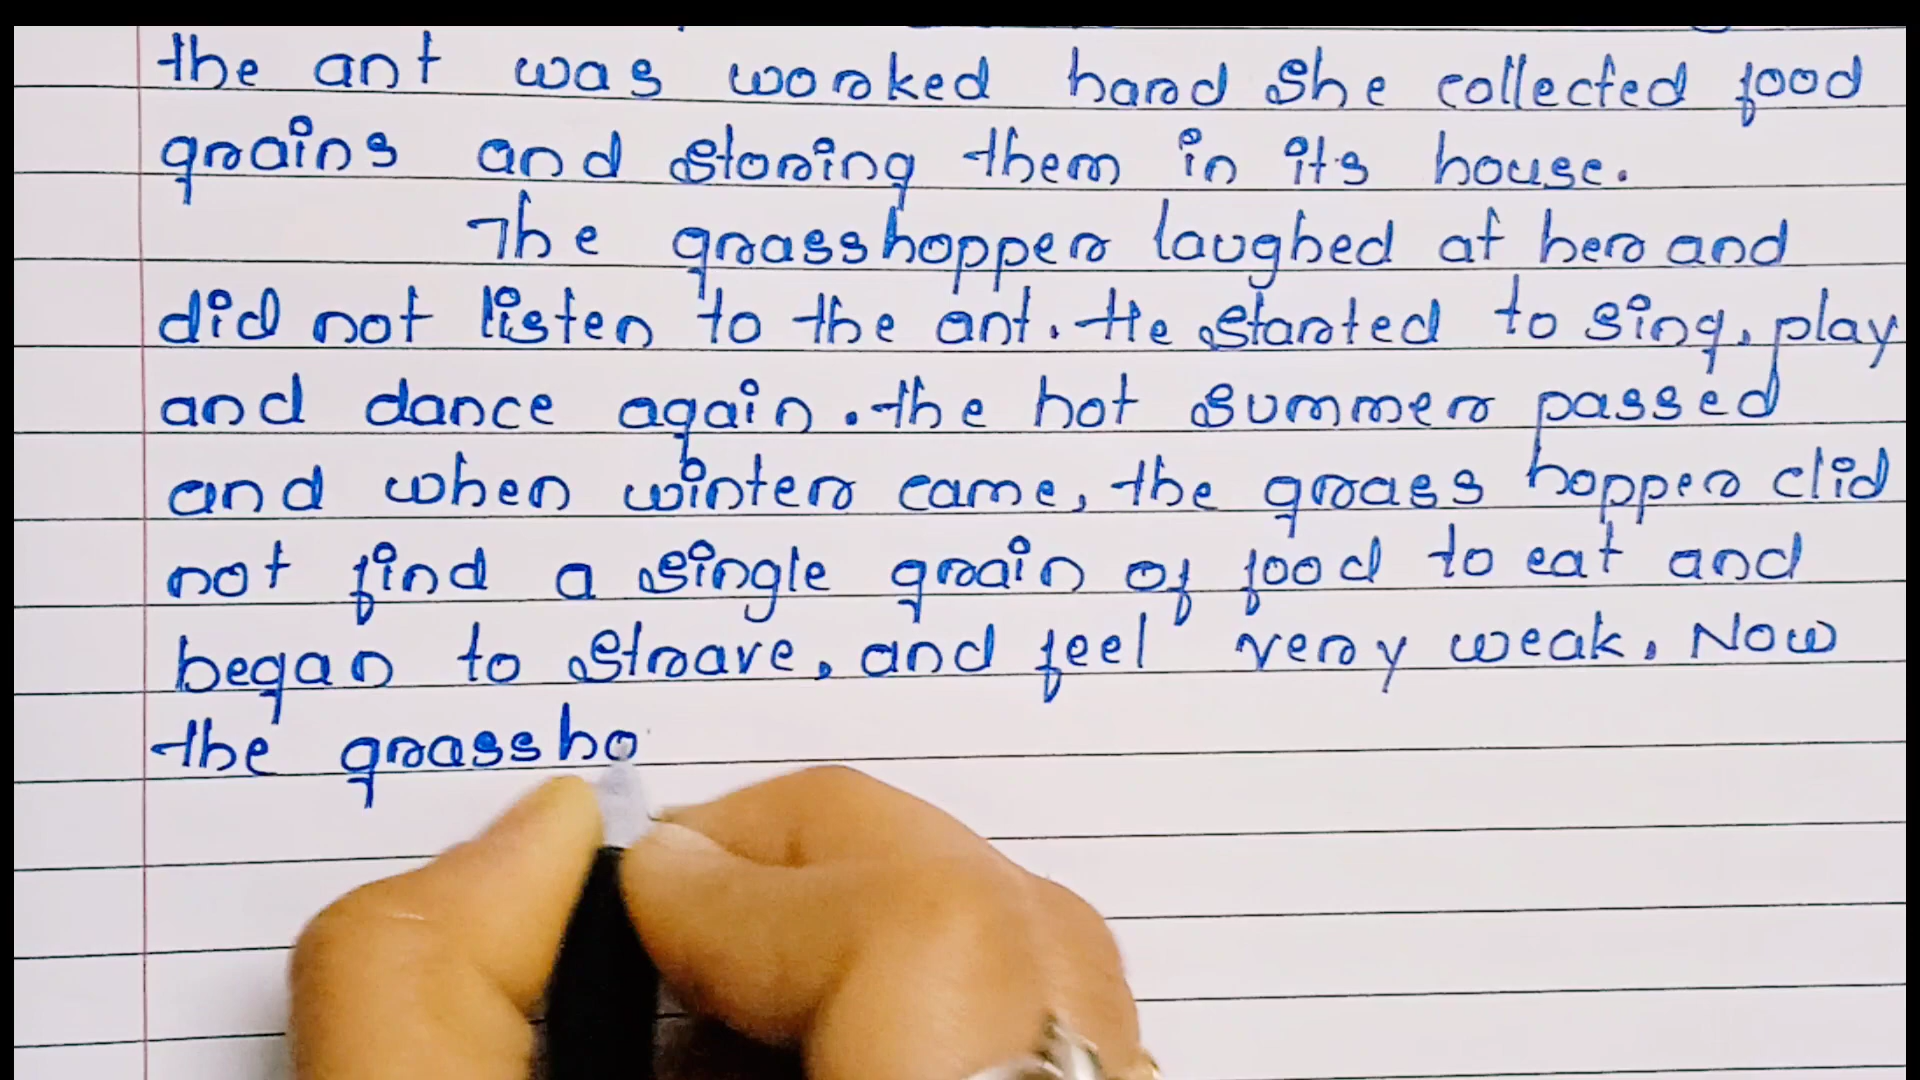 the ant was worked hard She collected food
grains and storing them in its house.
The grasshopper laughed at her and
did not listen to the ant. He started to sing, play
and dance again. the hot summer passed
and when winter came, the grass hopper did
not find a single grain of food to eat and
began to strave, and feel very weak. Now
the grassho